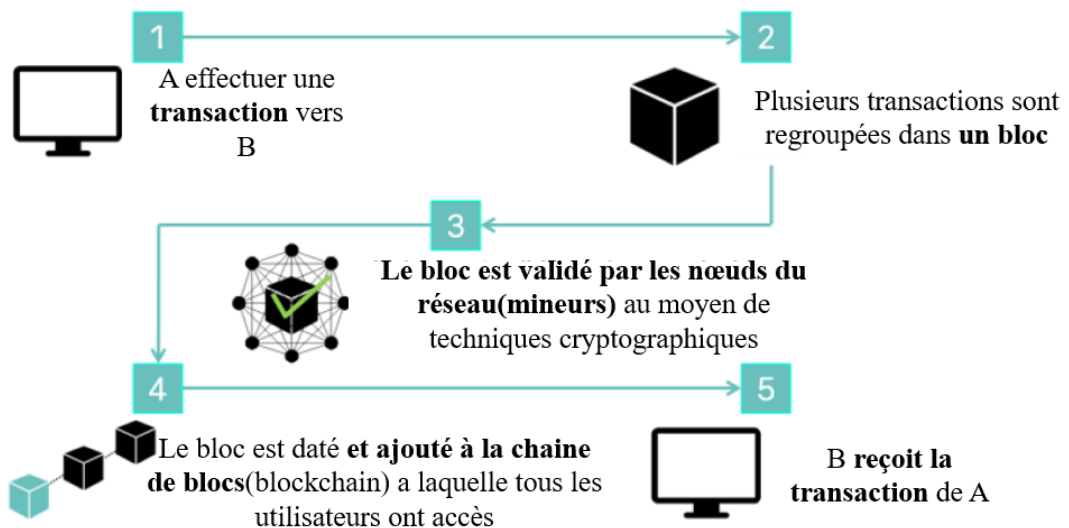 1
A effectuer une
transaction vers
B
2
Plusieurs transactions sont
regroupées dans un bloc
3
Le bloc est validé par les nœuds du
réseau(mineurs) au moyen de
techniques cryptographiques
4
Le bloc est daté et ajouté à la chaine
de blocs(blockchain) a laquelle tous les
utilisateurs ont accès
5
B reçoit la
transaction de A